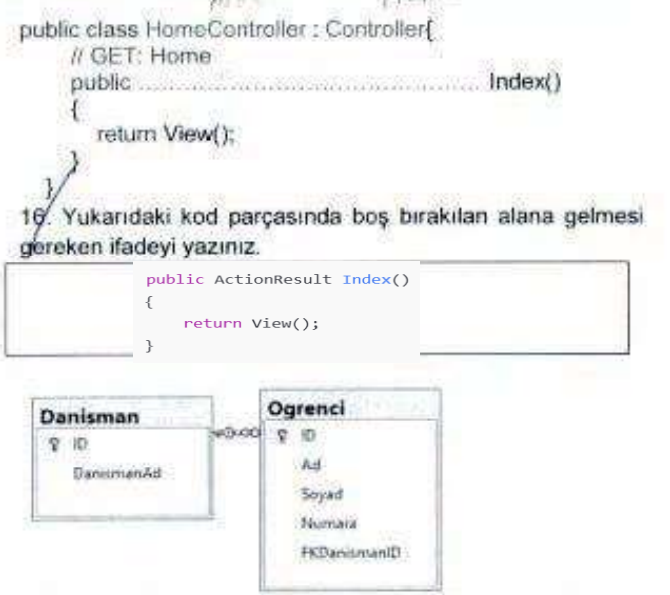 public class HomeController : Controller{
// GET: Home
public ................................................ Index()
{
return View();
}
}
16. Yukarıdaki kod parçasında boş bırakılan alana gelmesi
gereken ifadeyi yazınız.
public ActionResult Index()
{
return View();
}
Danisman
ID
DanismanAd
Ogrenci
ID
Ad
Soyad
Numara
FKDanismanID